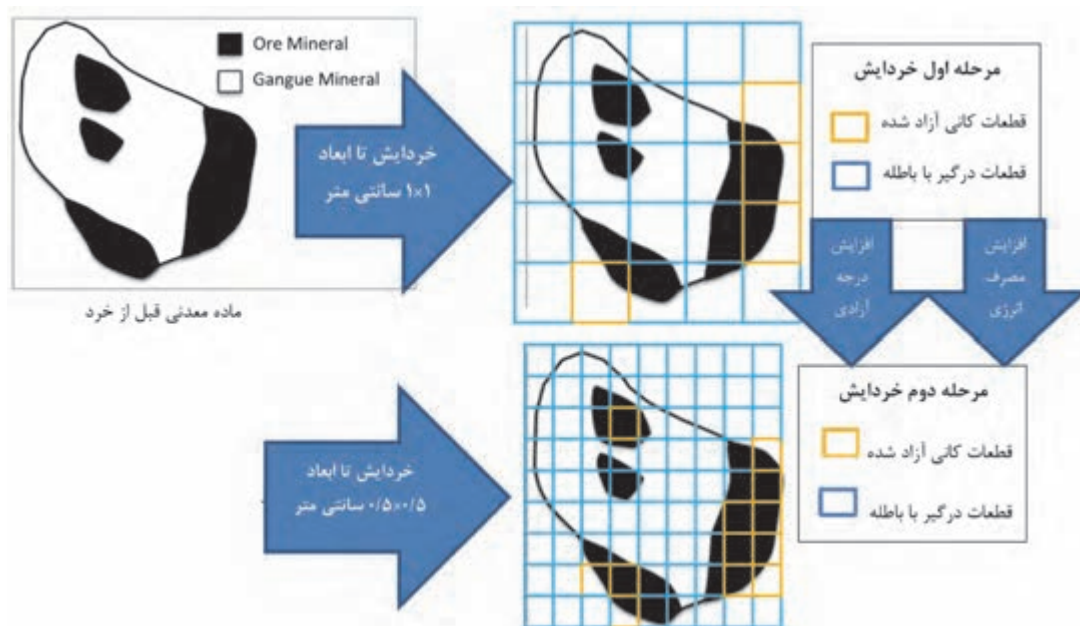 Ore Mineral
Gangue Mineral
ماده معدنی قبل از خرد
خردایش تا ابعاد
۱×۱ سانتی متر
مرحله اول خردایش
قطعات کانی آزاد شده
قطعات درگیر با باطله
افزایش
درجه
آزادی
افزایش
مصرف
انرژی
خردایش تا ابعاد
۰/۵×۰/۵ سانتی متر
مرحله دوم خردایش
قطعات کانی آزاد شده
قطعات درگیر با باطله